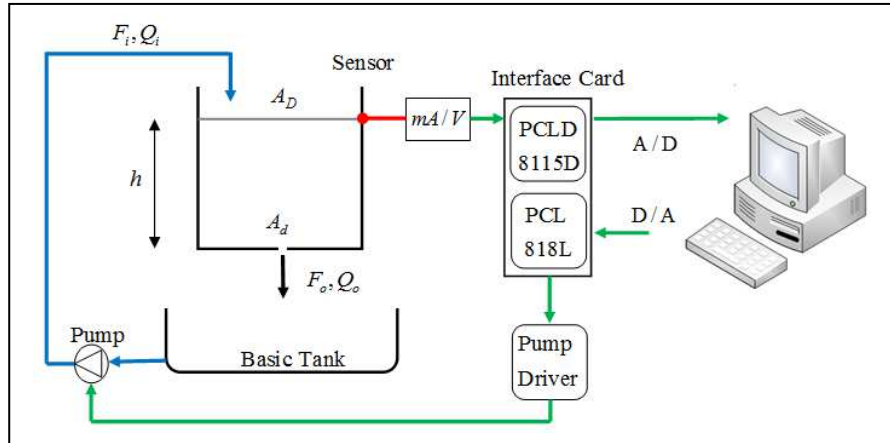 F_i, Q_i
Sensor
A_D
mA/V
Interface Card
PCLD
8115D
A/D
h
D/A
A_d
PCL
818L
F_o, Q_o
Pump
Basic Tank
Pump
Driver